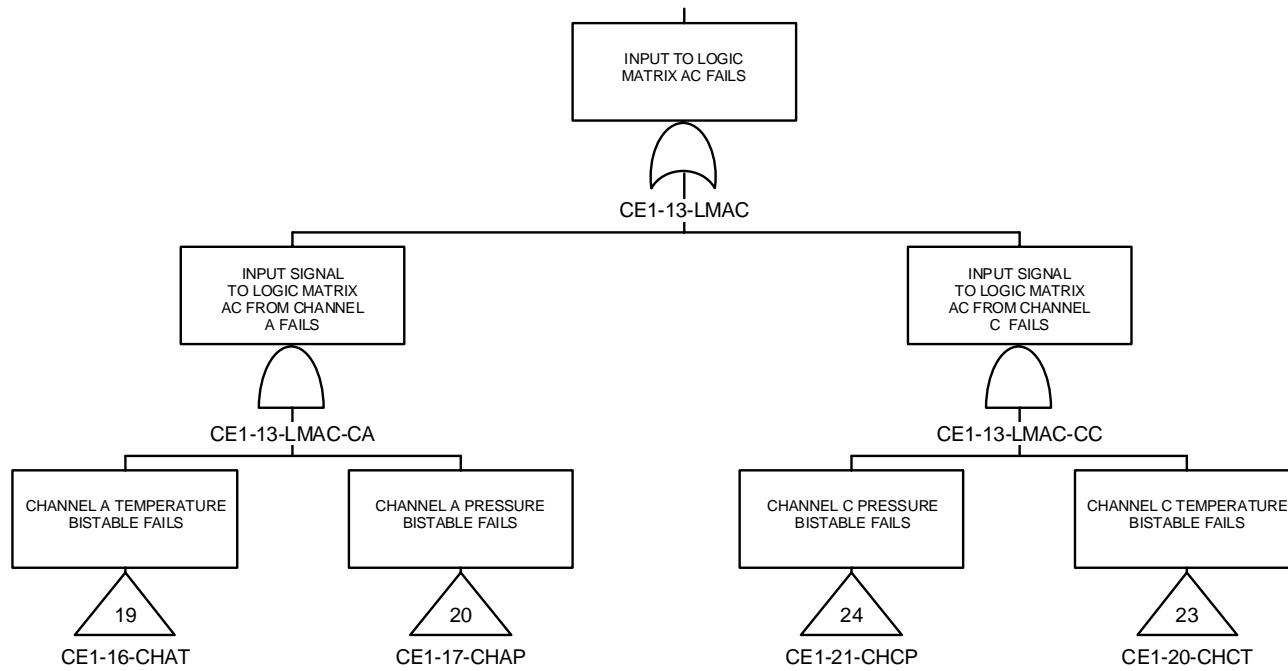 INPUT TO LOGIC
MATRIX AC FAILS
CE1-13-LMAC
INPUT SIGNAL
TO LOGIC MATRIX
AC FROM CHANNEL
A FAILS
CE1-13-LMAC-CA
INPUT SIGNAL
TO LOGIC MATRIX
AC FROM CHANNEL
C FAILS
CE1-13-LMAC-CC
CHANNEL A TEMPERATURE
BISTABLE FAILS
19
CE1-16-CHAT
CHANNEL A PRESSURE
BISTABLE FAILS
20
CE1-17-CHAP
CHANNEL C PRESSURE
BISTABLE FAILS
24
CE1-21-CHCP
CHANNEL C TEMPERATURE
BISTABLE FAILS
23
CE1-20-CHCT